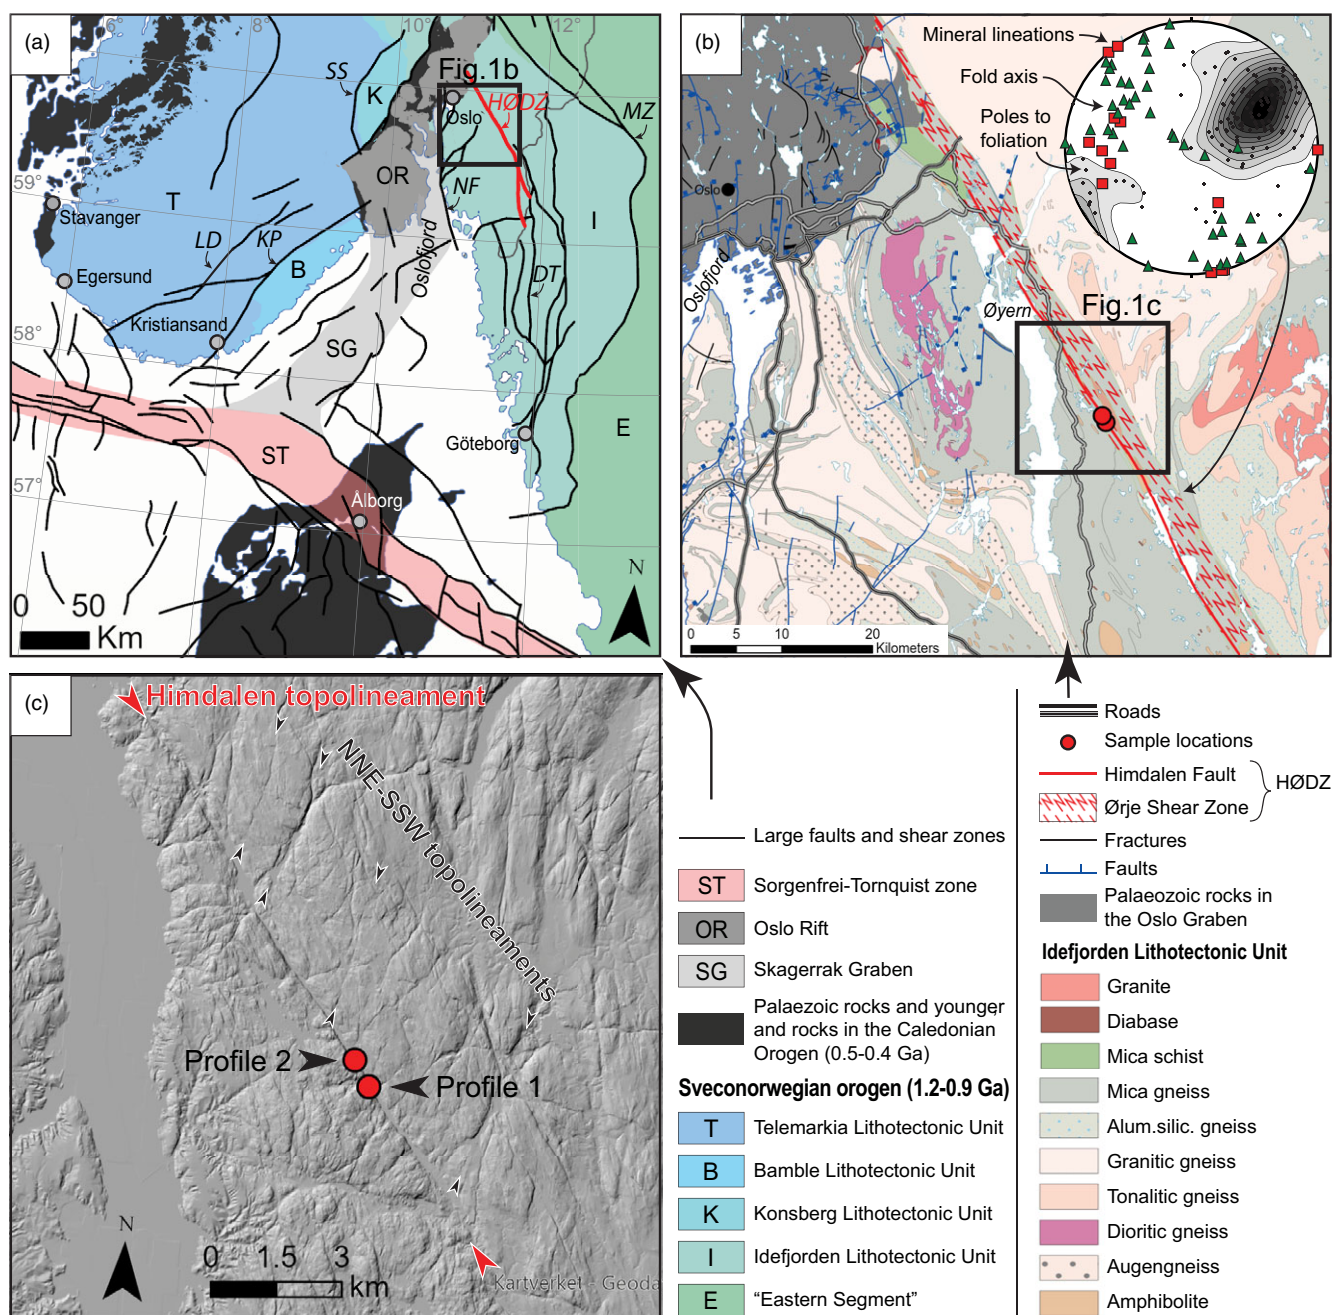 (a)
6°
8°
10°
12°
SS
K
Fig.1b
HØDZ
Oslo
MZ
OR
NF
59°
Stavanger
T
LD
KP
B
I
Egersund
Oslofjord
DT
58°
Kristiansand
SG
E
Göteborg
ST
57°
Ålborg
N
0 50
Km
(b)
Mineral lineations
Fold axis
Poles to
foliation
Oslo
Oslofjord
Øyern
Fig.1c
0 5 10 20
Kilometers
(c)
Himdalen topolineament
NNE-SSW topolineaments
Profile 2
Profile 1
N
0 1.5 3
km
Kartverket - Geoda
Large faults and shear zones
ST Sorgenfrei-Tornquist zone
OR Oslo Rift
SG Skagerrak Graben
Palaezoic rocks and younger
and rocks in the Caledonian
Orogen (0.5-0.4 Ga)
Sveconorwegian orogen (1.2-0.9 Ga)
T Telemarkia Lithotectonic Unit
B Bamble Lithotectonic Unit
K Konsberg Lithotectonic Unit
I Idefjorden Lithotectonic Unit
E “Eastern Segment”
Roads
Sample locations
Himdalen Fault
HØDZ
Ørje Shear Zone
Fractures
Faults
Palaeozoic rocks in
the Oslo Graben
Idefjorden Lithotectonic Unit
Granite
Diabase
Mica schist
Mica gneiss
Alum.silic. gneiss
Granitic gneiss
Tonalitic gneiss
Dioritic gneiss
Augengneiss
Amphibolite